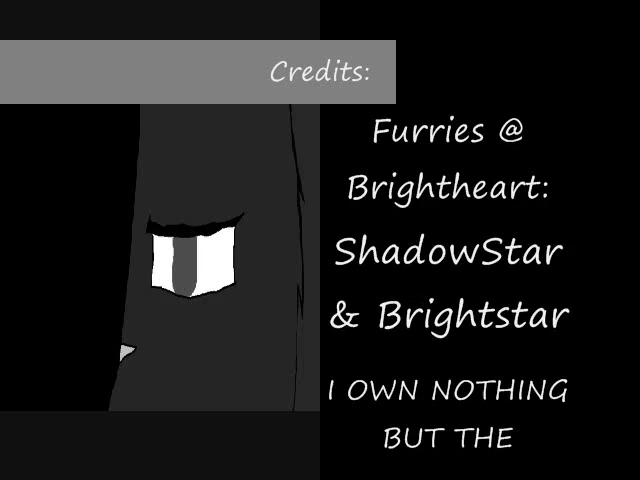 Credits:
Furries @
Brightheart:
ShadowStar
& Brightstar
I OWN NOTHING
BUT THE